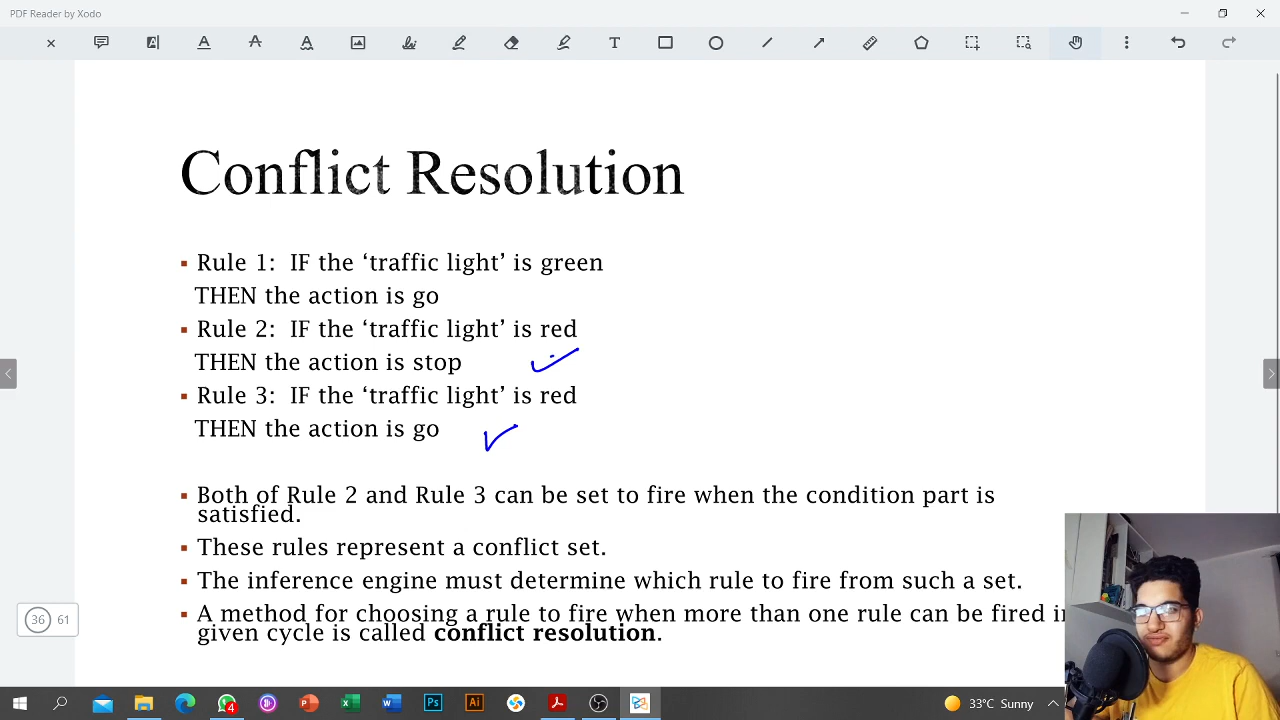 PDF Reader by Xodo
Conflict Resolution
▪ Rule 1: IF the ‘traffic light’ is green
THEN the action is go
▪ Rule 2: IF the ‘traffic light’ is red
THEN the action is stop
▪ Rule 3: IF the ‘traffic light’ is red
THEN the action is go
▪ Both of Rule 2 and Rule 3 can be set to fire when the condition part is
satisfied.
▪ These rules represent a conflict set.
▪ The inference engine must determine which rule to fire from such a set.
▪ A method for choosing a rule to fire when more than one rule can be fired in
given cycle is called conflict resolution.
36 61
4
33°C Sunny